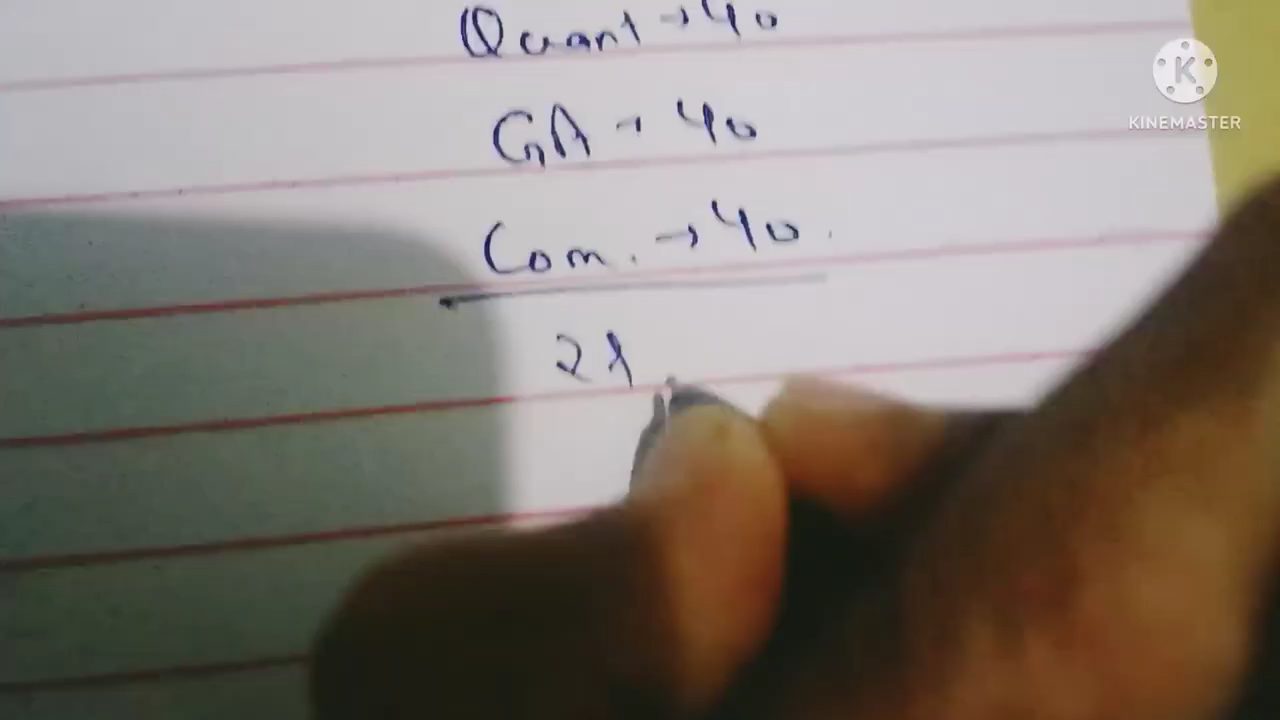 Quant → 40
GA → 40
Com. → 40.
21
K
KINEMASTER